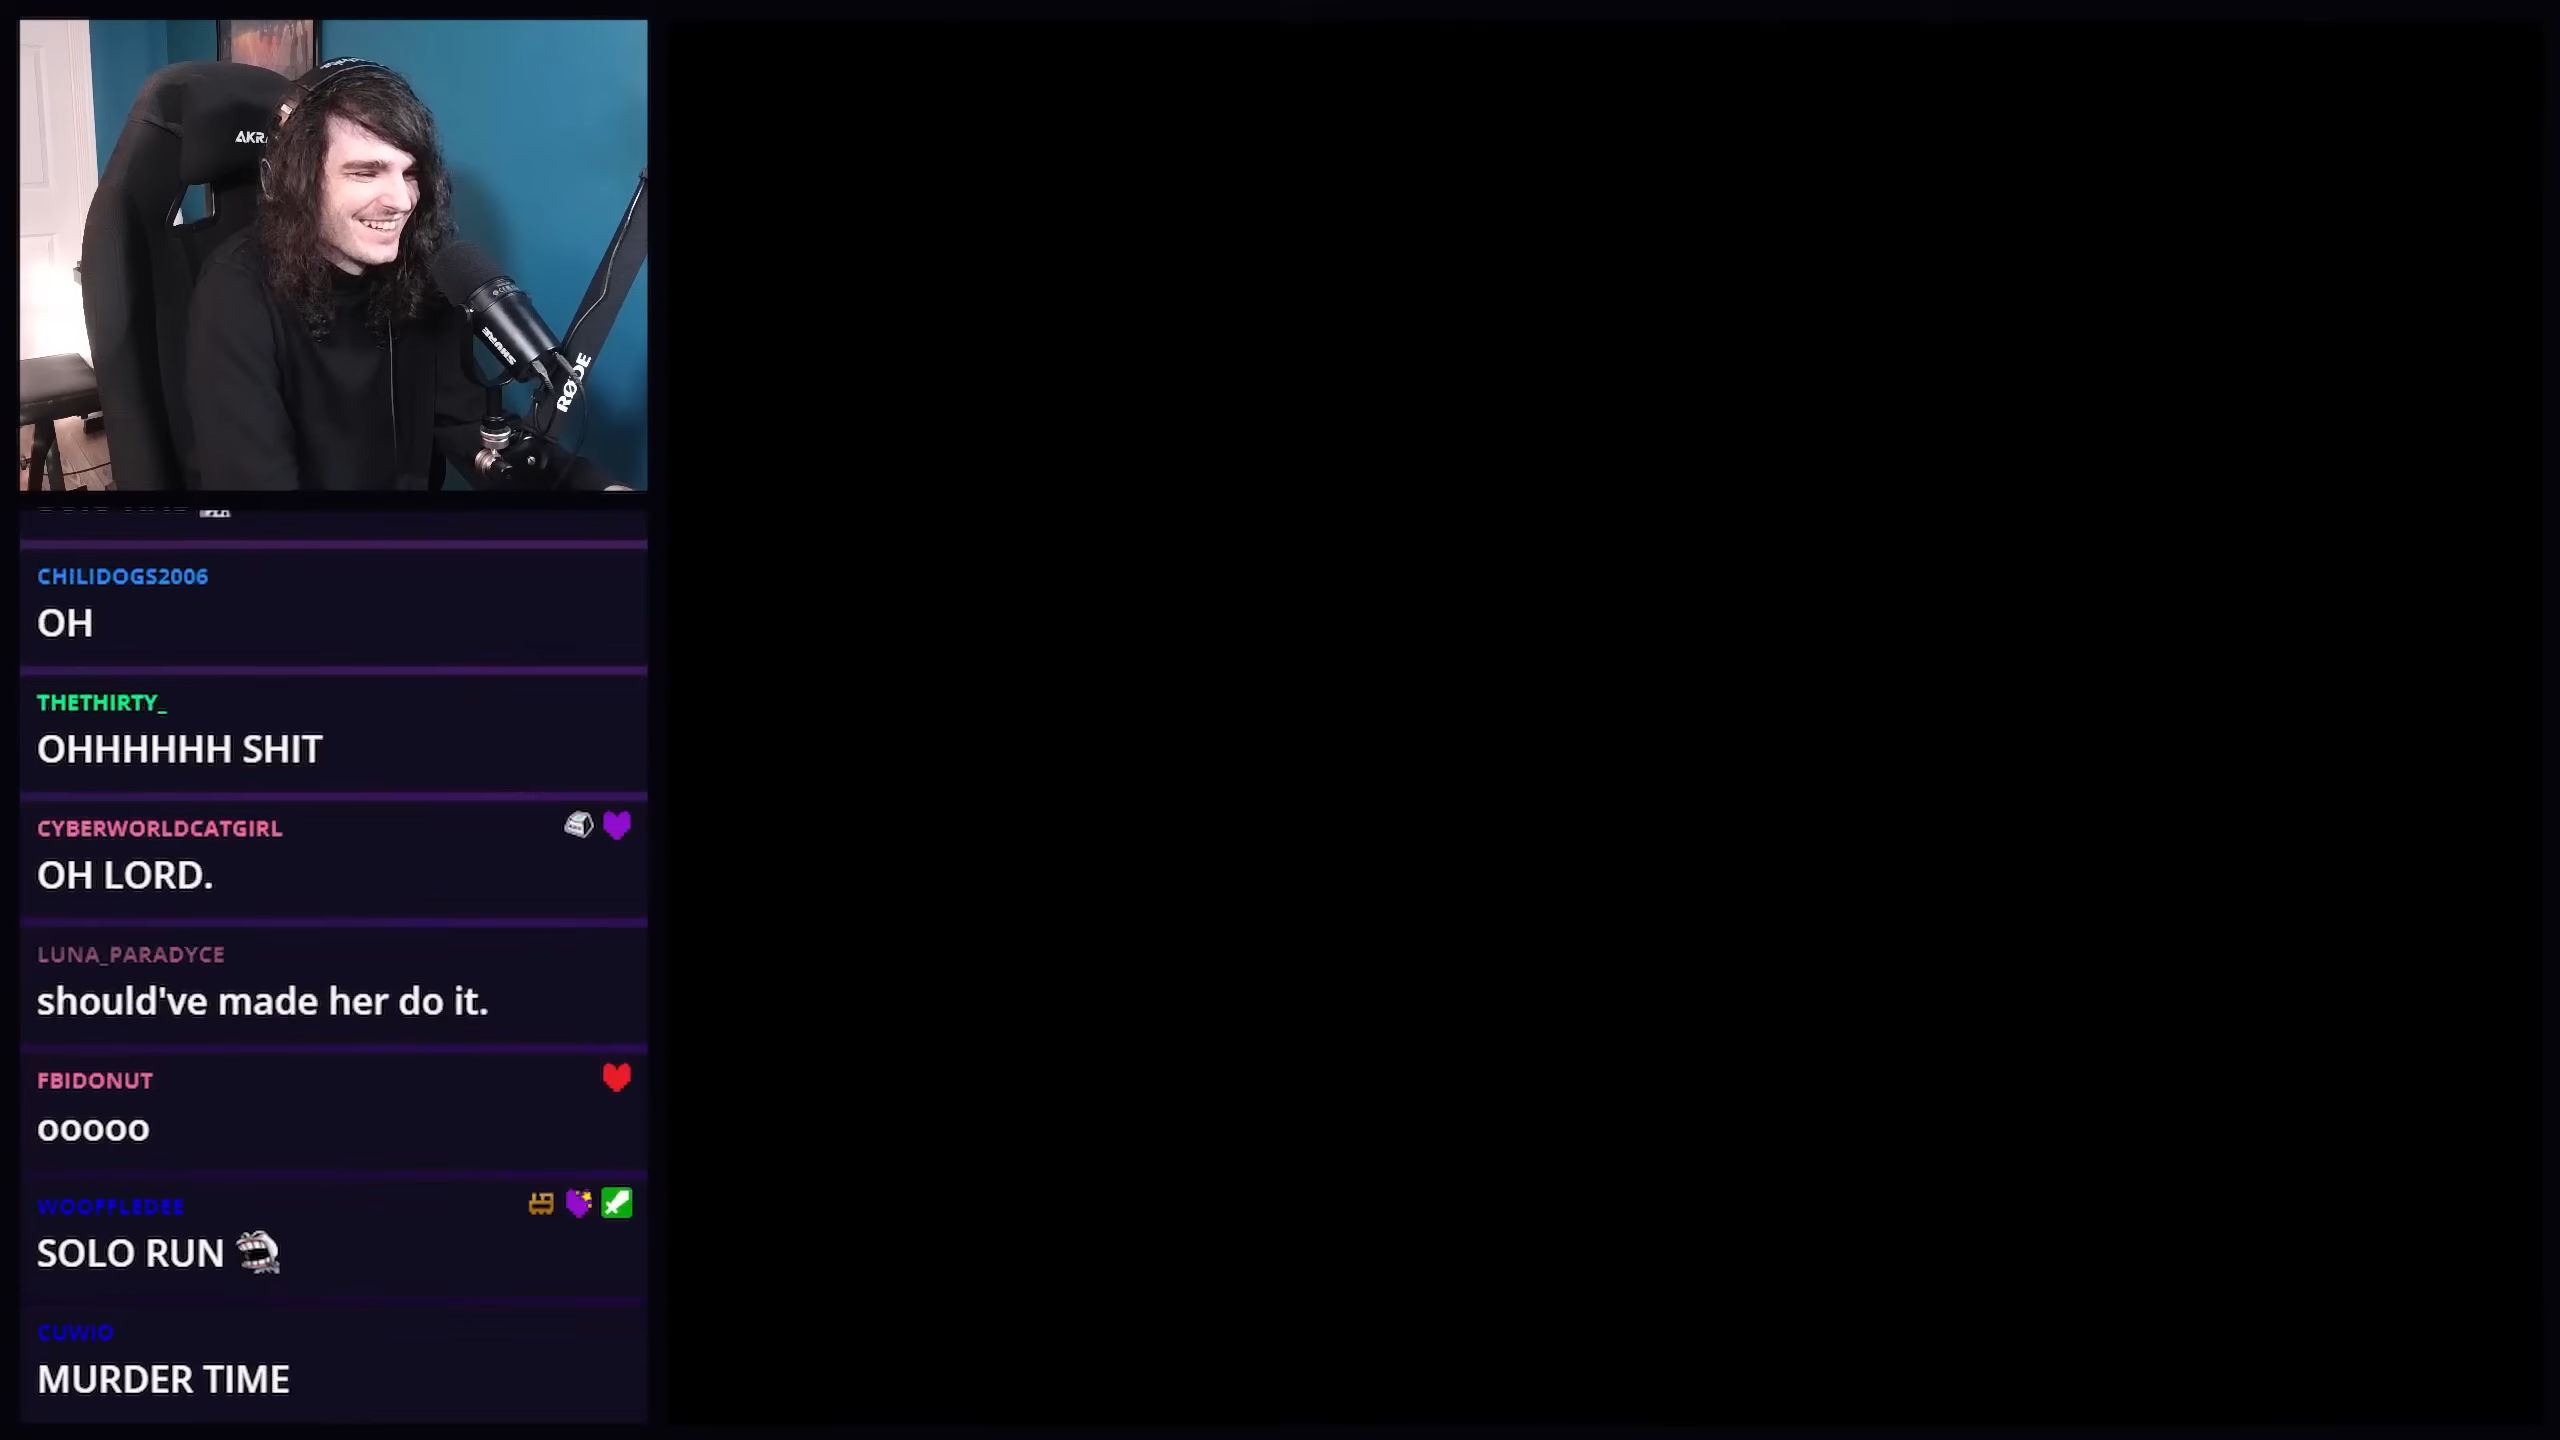 AKR
SHURE
RØDE
CHILIDOGS2006
OH
THETHIRTY_
OHHHHHH SHIT
CYBERWORLDCATGIRL
OH LORD.
LUNA_PARADYCE
should've made her do it.
FBIDONUT
ooooo
WOOFFLEDEE
SOLO RUN
CUWIO
MURDER TIME